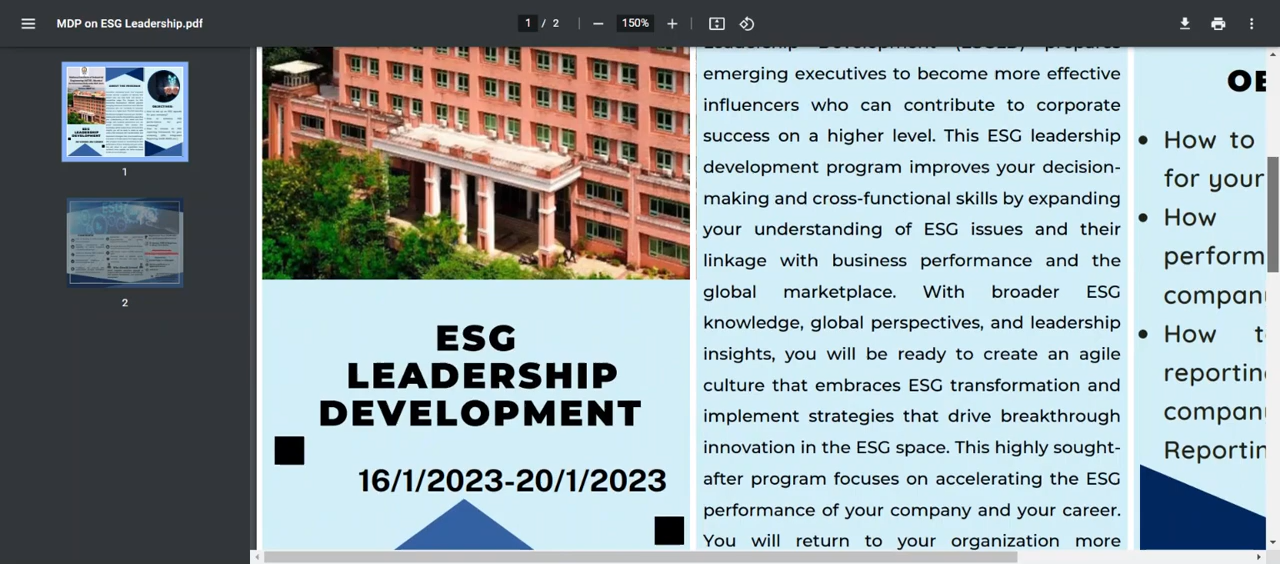 MDP on ESG Leadership.pdf
1 / 2
150%
1
2
ESG
LEADERSHIP
DEVELOPMENT
16/1/2023-20/1/2023
Leadership Development (ESGLD) prepares
emerging executives to become more effective
influencers who can contribute to corporate
success on a higher level. This ESG leadership
development program improves your decision-
making and cross-functional skills by expanding
your understanding of ESG issues and their
linkage with business performance and the
global marketplace. With broader ESG
knowledge, global perspectives, and leadership
insights, you will be ready to create an agile
culture that embraces ESG transformation and
implement strategies that drive breakthrough
innovation in the ESG space. This highly sought-
after program focuses on accelerating the ESG
performance of your company and your career.
You will return to your organization more
How to
for your
How
reporting